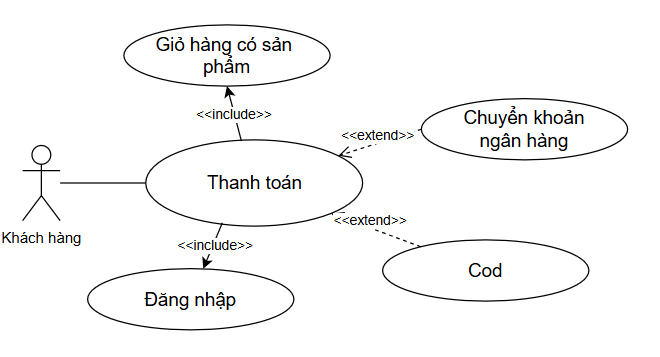 Giỏ hàng có sản
phẩm
<<include>>
Chuyển khoản
ngân hàng
<<extend>>
Thanh toán
Khách hàng
<<extend>>
<<include>>
Cod
Đăng nhập